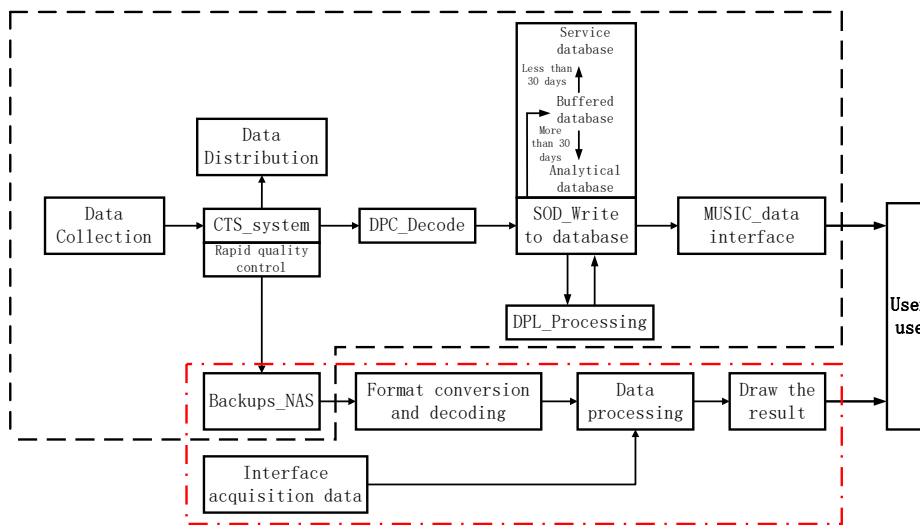 Service
database
Less than
30 days
Buffered
database
More
than 30
days
Analytical
database
Data
Distribution
Data
Collection
CTS_system
Rapid quality
control
DPC_Decode
SOD_Write
to database
MUSIC_data
interface
DPL_Processing
User
use
Backups_NAS
Format conversion
and decoding
Data
processing
Draw the
result
Interface
acquisition data